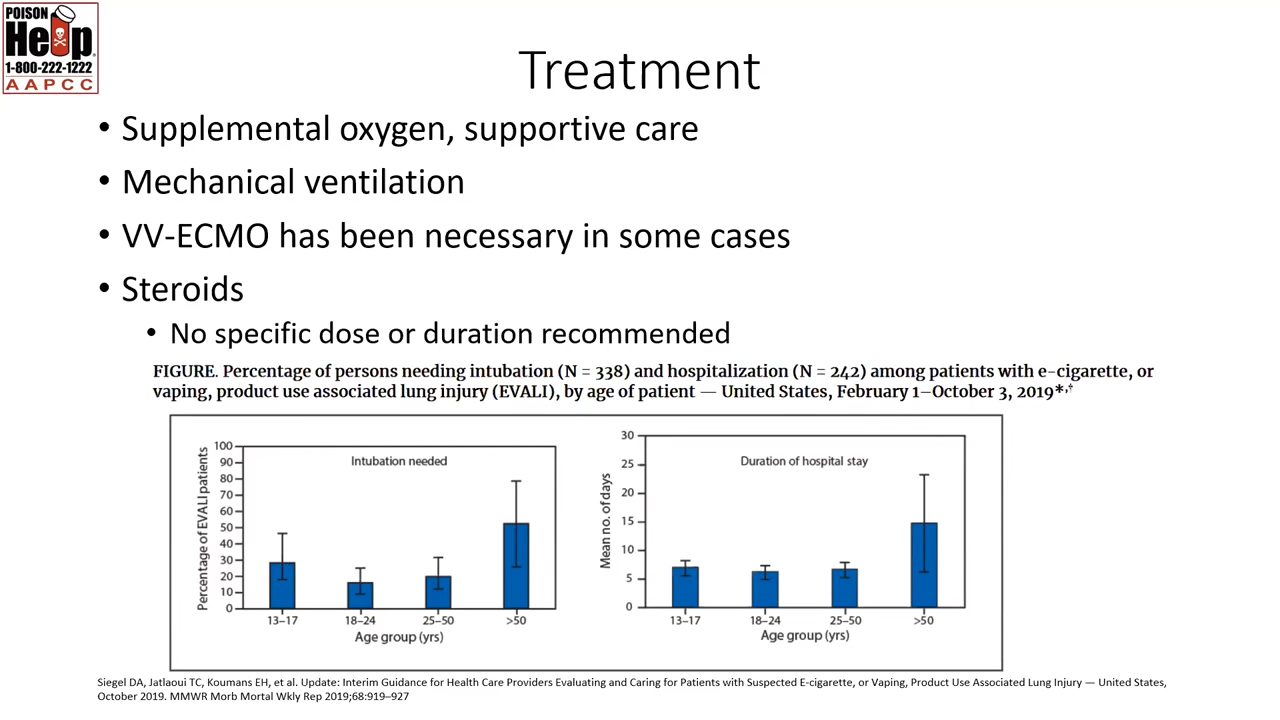 POISON
Help
1-800-222-1222
AAPCC
Treatment
• Supplemental oxygen, supportive care
• Mechanical ventilation
• VV-ECMO has been necessary in some cases
• Steroids
• No specific dose or duration recommended
FIGURE. Percentage of persons needing intubation (N = 338) and hospitalization (N = 242) among patients with e-cigarette, or
vaping, product use associated lung injury (EVALI), by age of patient — United States, February 1–October 3, 2019*,†
Intubation needed
Percentage of EVALI patients
100
90
80
70
60
50
40
30
20
10
0
13–17 18–24 25–50 >50
Age group (yrs)
Duration of hospital stay
Mean no. of days
30
25
20
15
10
5
0
13–17 18–24 25–50 >50
Age group (yrs)
Siegel DA, Jatlaoui TC, Koumans EH, et al. Update: Interim Guidance for Health Care Providers Evaluating and Caring for Patients with Suspected E-cigarette, or Vaping, Product Use Associated Lung Injury — United States,
October 2019. MMWR Morb Mortal Wkly Rep 2019;68:919–927